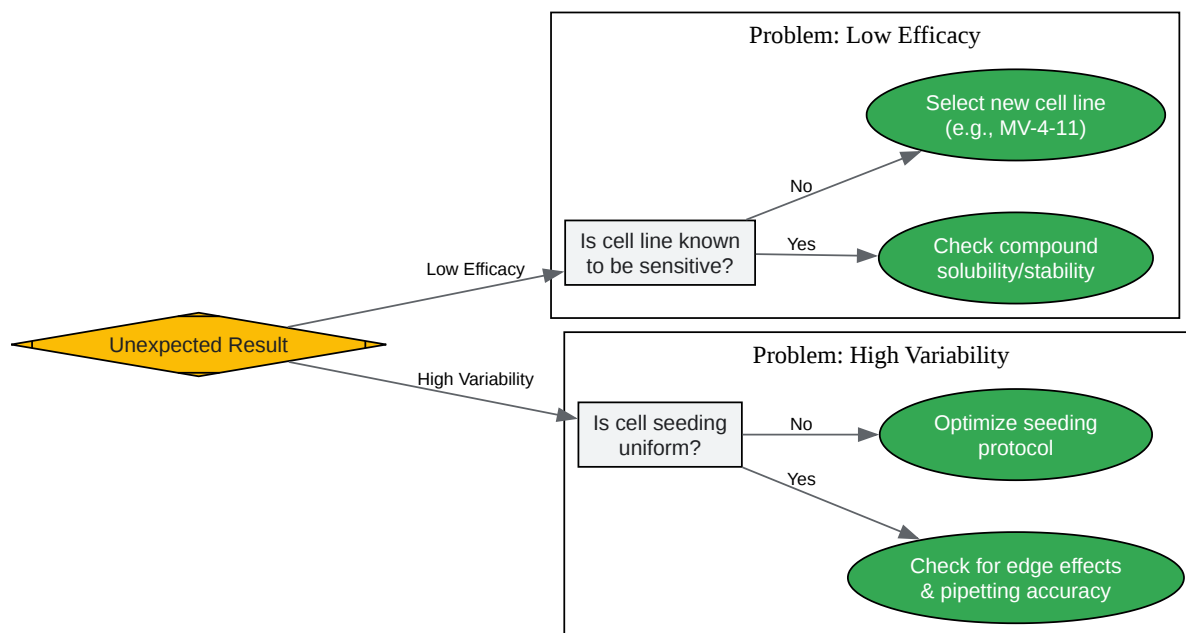 Problem: Low Efficacy
Select new cell line
(e.g., MV-4-11)
No
Is cell line known
to be sensitive?
Yes
Check compound
solubility/stability
Low Efficacy
Unexpected Result
High Variability
Problem: High Variability
Is cell seeding
uniform?
No
Optimize seeding
protocol
Yes
Check for edge effects
& pipetting accuracy